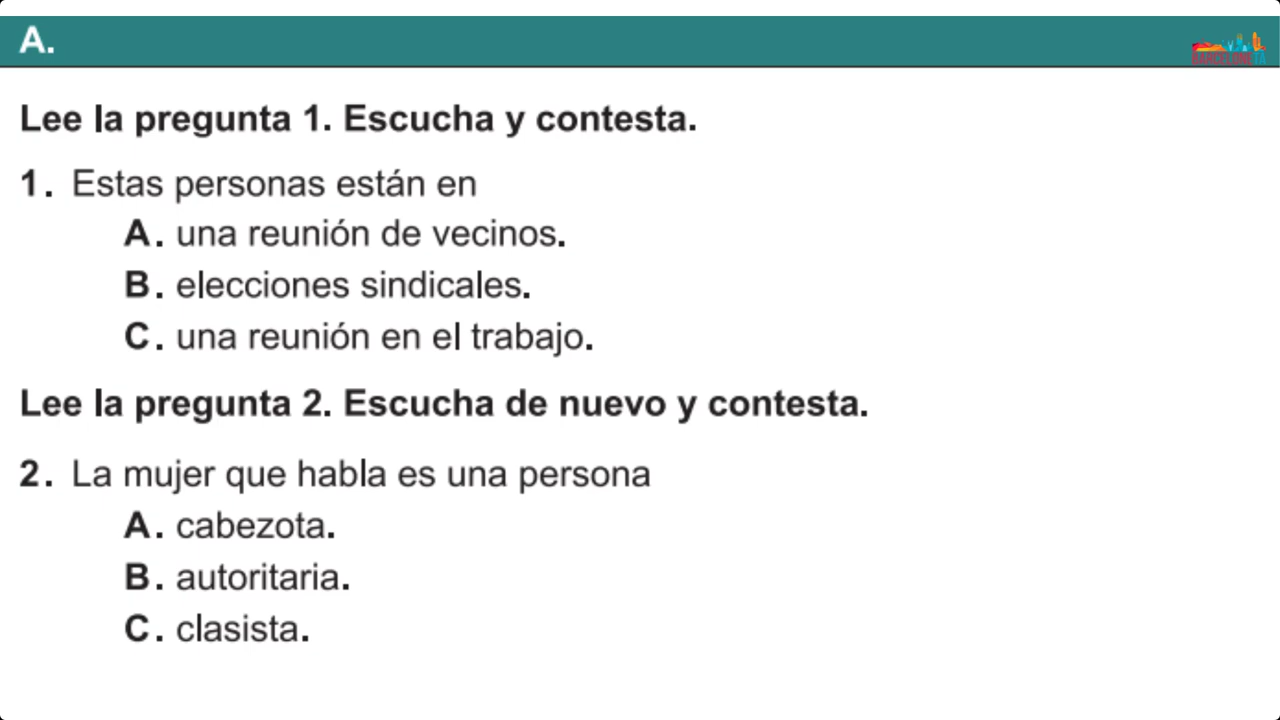 A.
BARCELONETA
Lee la pregunta 1. Escucha y contesta.
1. Estas personas están en
A. una reunión de vecinos.
B. elecciones sindicales.
C. una reunión en el trabajo.
Lee la pregunta 2. Escucha de nuevo y contesta.
2. La mujer que habla es una persona
A. cabezota.
B. autoritaria.
C. clasista.